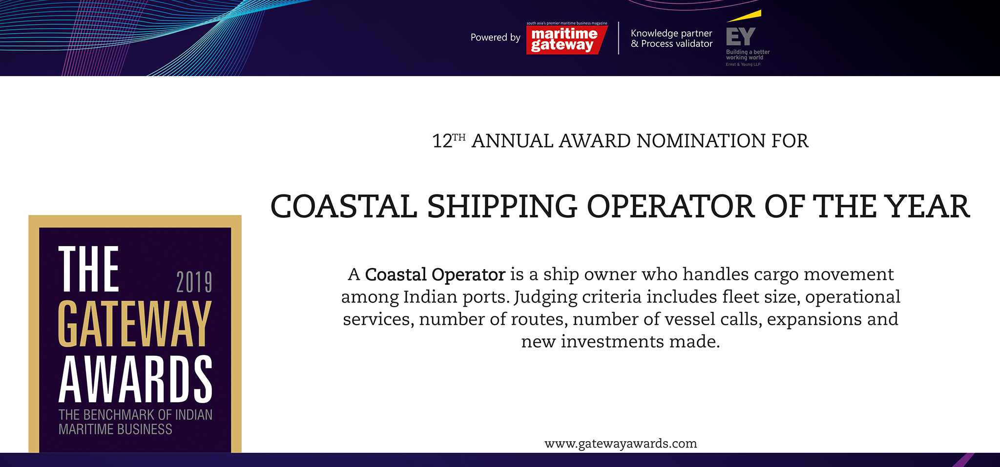 south asia's premier maritime business magazine
Powered by
maritime
gateway
Knowledge partner
& Process validator
EY
Building a better
working world
Ernst & Young LLP
12TH ANNUAL AWARD NOMINATION FOR
COASTAL SHIPPING OPERATOR OF THE YEAR
THE
2019
GATEWAY
AWARDS
THE BENCHMARK OF INDIAN
MARITIME BUSINESS
A Coastal Operator is a ship owner who handles cargo movement
among Indian ports. Judging criteria includes fleet size, operational
services, number of routes, number of vessel calls, expansions and
new investments made.
www.gatewayawards.com